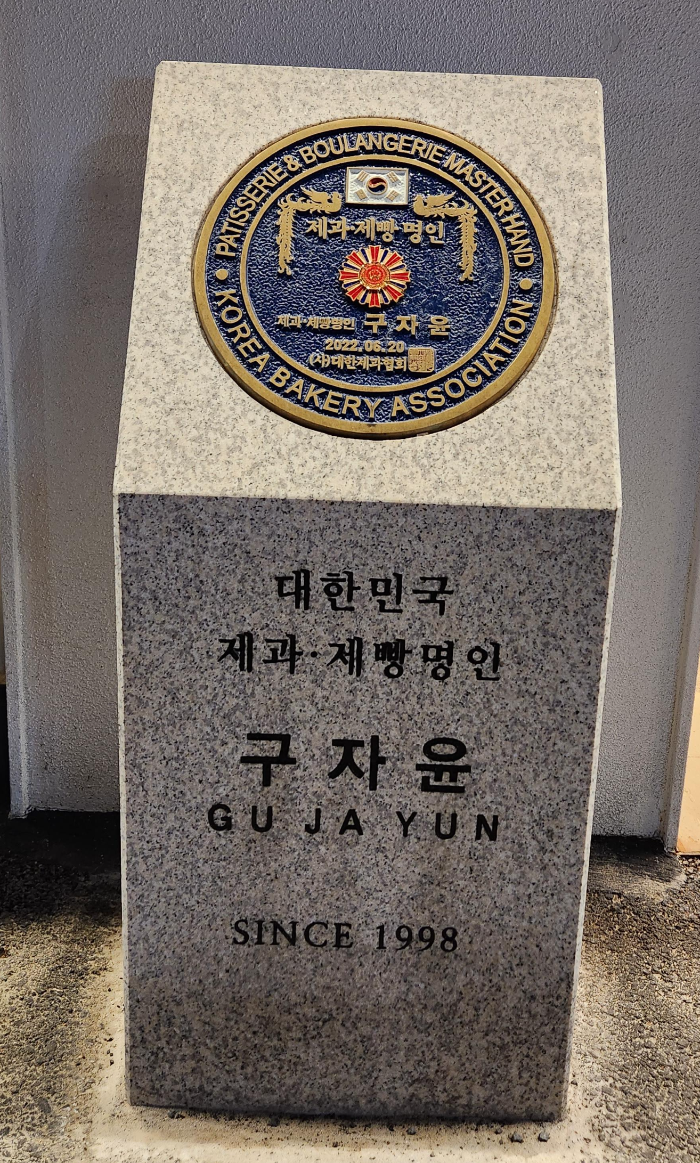 PATISSERIE & BOULANGERIE MASTER HAND
제과·제빵 명인
제과·제빵명인 구자윤
2022.06.20
(사)대한제과협회
KOREA BAKERY ASSOCIATION
대한민국
제과·제빵명인
구자윤
GU JA YUN
SINCE 1998